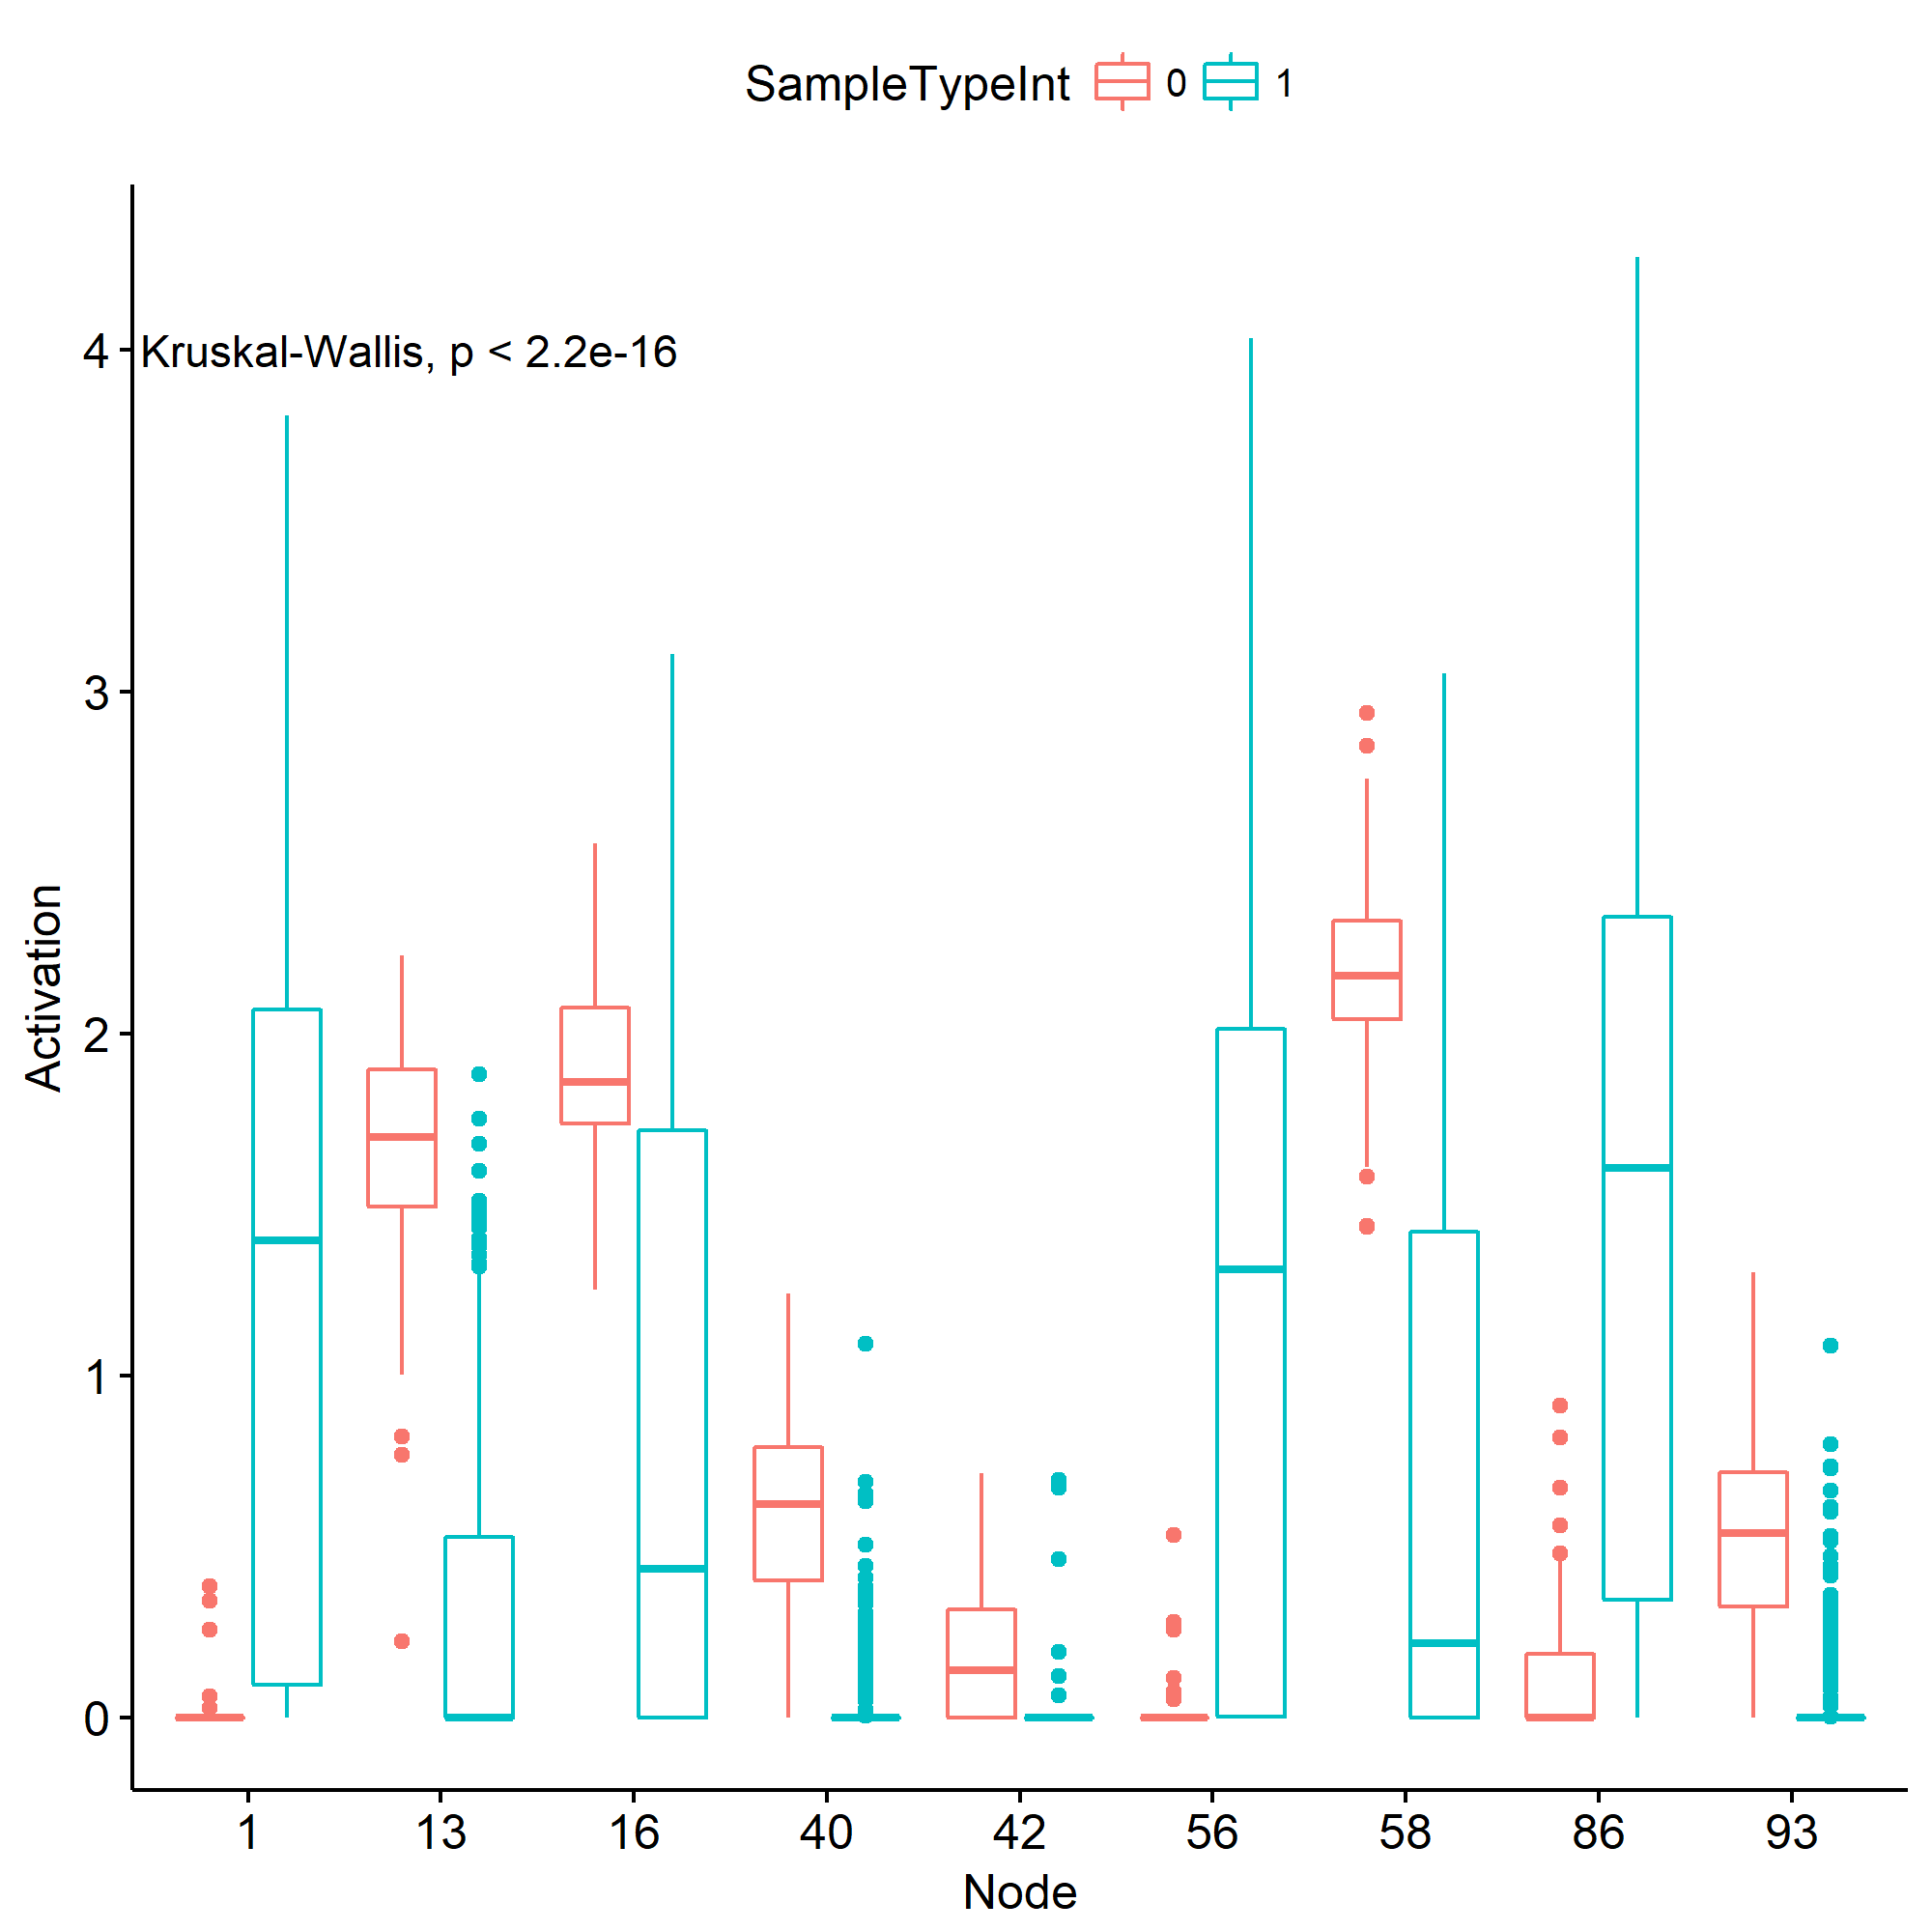 SampleTypeInt 0 1
4
Kruskal-Wallis, p < 2.2e-16
3
2
1
0
Activation
1 13 16 40 42 56 58 86 93
Node